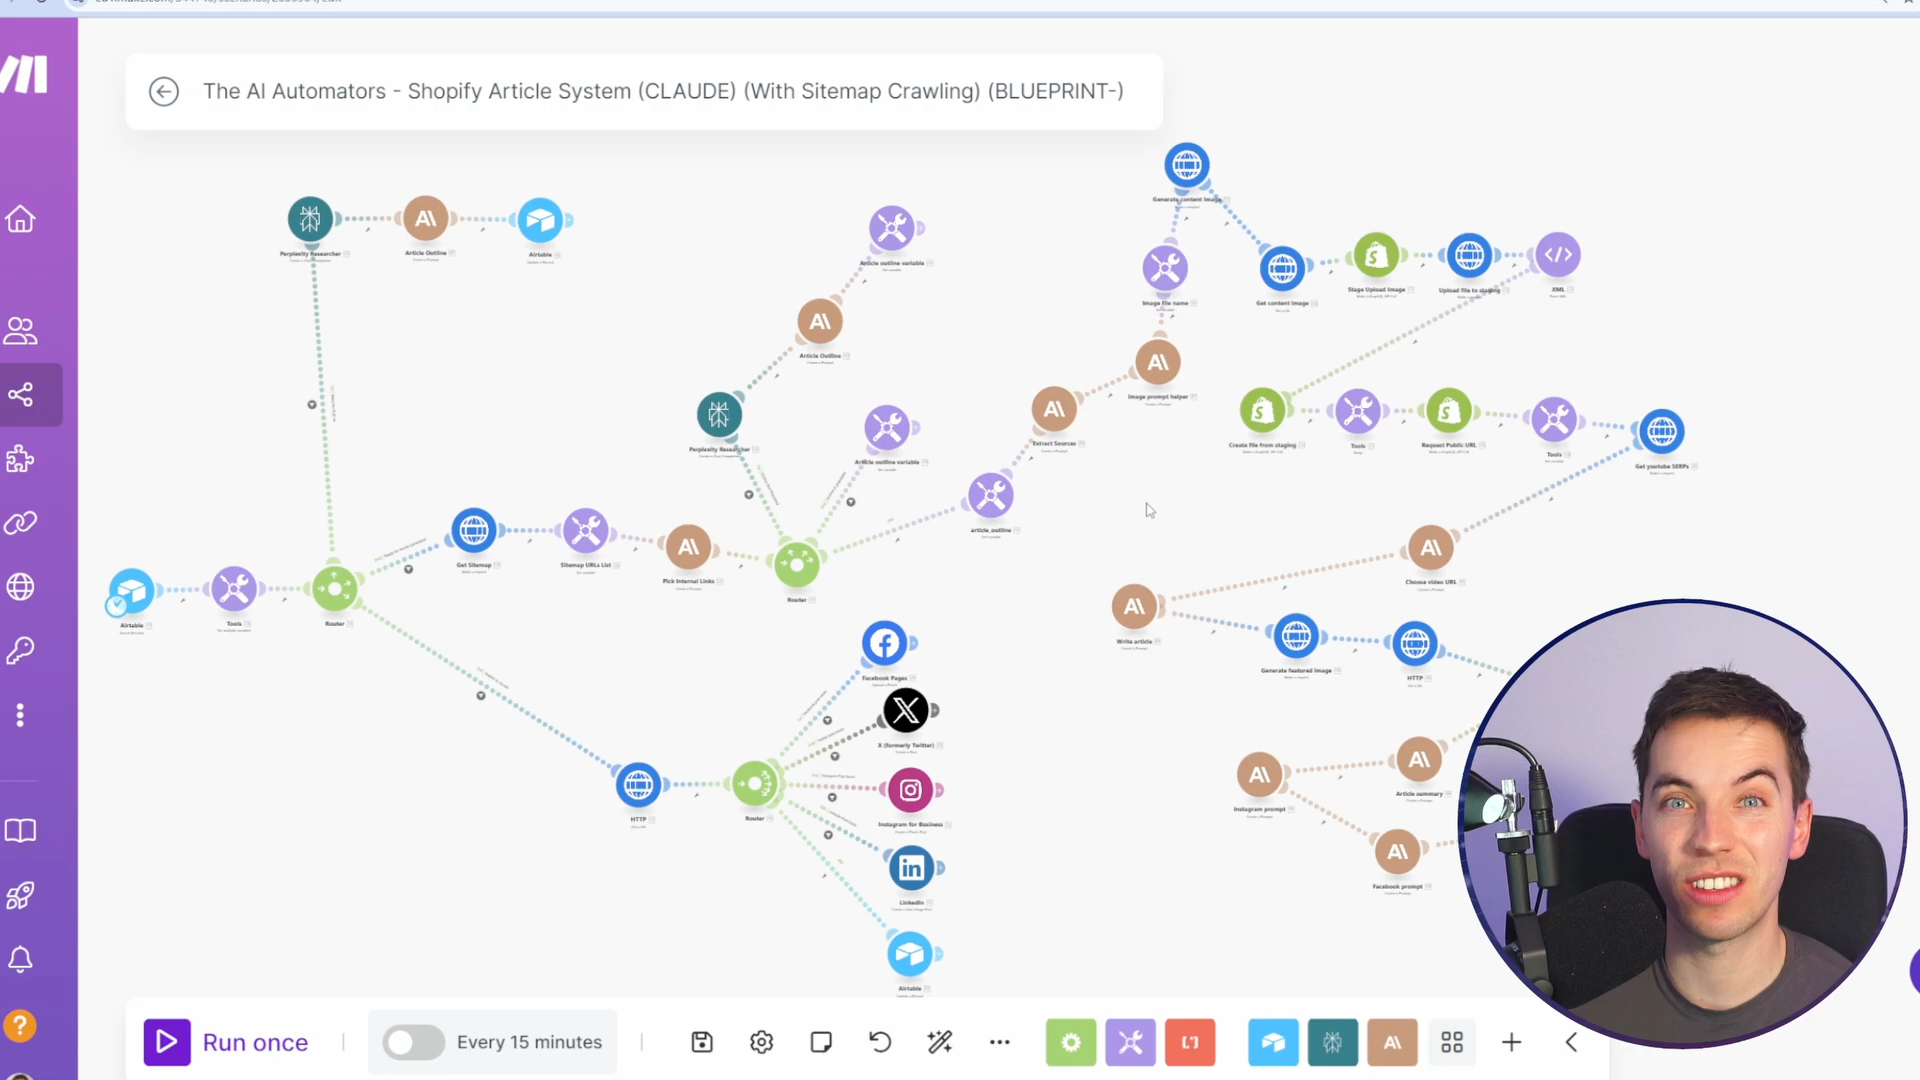 The AI Automators - Shopify Article System (CLAUDE) (With Sitemap Crawling) (BLUEPRINT-)
Generate content image
Perplexity Researcher
Article Outline
Airtable
Article outline variable
Image file name
Get content image
Stage Upload Image
Upload file to staging
XML
Article Outline
Image prompt helper
Perplexity Researcher
Article outline variable
Extract Sources
Create file from staging
Tools
Request Public URL
Tools
Get youtube SERPs
article_outline
Get Sitemap
Sitemap URLs List
Pick Internal Links
Router
Choose video URL
Airtable
Tools
Router
Write article
Generate featured image
HTTP
Facebook Pages
X (formerly Twitter)
Instagram for Business
HTTP
Router
Instagram prompt
Article summary
LinkedIn
Facebook prompt
Airtable
Run once
Every 15 minutes